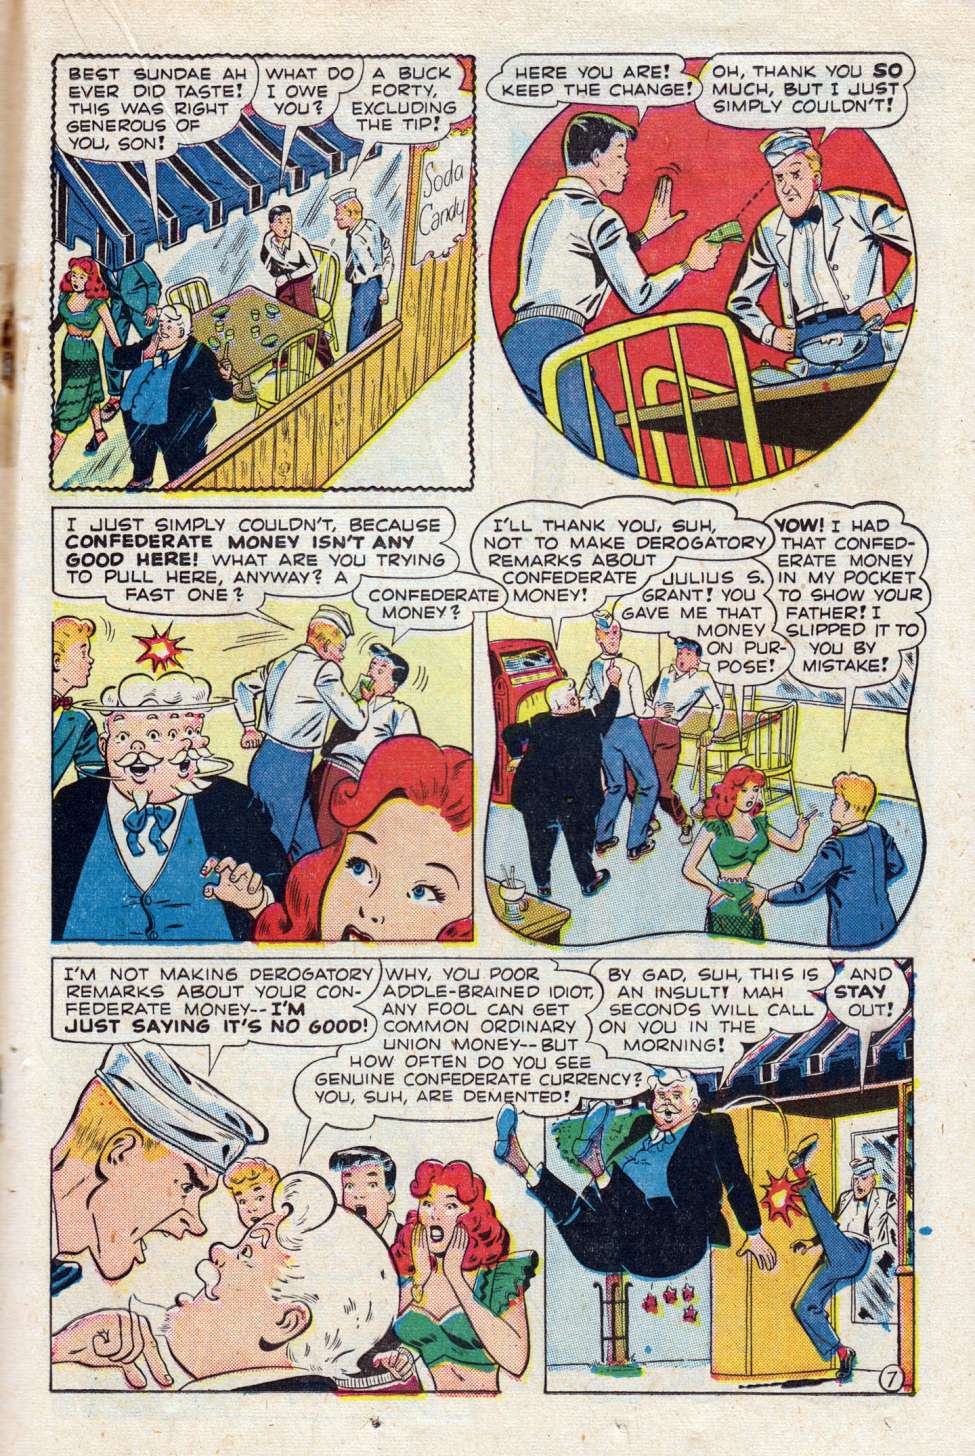 BEST SUNDAE AH
EVER DID TASTE!
THIS WAS RIGHT
GENEROUS OF
YOU, SON!
WHAT DO
I OWE
YOU?
A BUCK
FORTY,
EXCLUDING
THE TIP!
Soda
Candy
HERE YOU ARE!
KEEP THE CHANGE!
OH, THANK YOU SO
MUCH, BUT I JUST
SIMPLY COULDN'T!
I JUST SIMPLY COULDN'T, BECAUSE
CONFEDERATE MONEY ISN'T ANY
GOOD HERE! WHAT ARE YOU TRYING
TO PULL HERE, ANYWAY? A
FAST ONE?
CONFEDERATE
MONEY?
I'LL THANK YOU, SUH,
NOT TO MAKE DEROGATORY
REMARKS ABOUT
CONFEDERATE
MONEY!
JULIUS S.
GRANT! YOU
GAVE ME THAT
MONEY
ON PUR-
POSE!
YOW! I HAD
THAT CONFED-
ERATE MONEY
IN MY POCKET
TO SHOW YOUR
FATHER! I
SLIPPED IT TO
YOU BY
MISTAKE!
I'M NOT MAKING DEROGATORY
REMARKS ABOUT YOUR CON-
FEDERATE MONEY--I'M
JUST SAYING IT'S NO GOOD!
WHY, YOU POOR
ADDLE-BRAINED IDIOT,
ANY FOOL CAN GET
COMMON ORDINARY
UNION MONEY--BUT
HOW OFTEN DO YOU SEE
GENUINE CONFEDERATE CURRENCY?
YOU, SUH, ARE DEMENTED!
BY GAD, SUH, THIS IS
AN INSULT! MAH
SECONDS WILL CALL
ON YOU IN THE
MORNING!
AND
STAY
OUT!
7